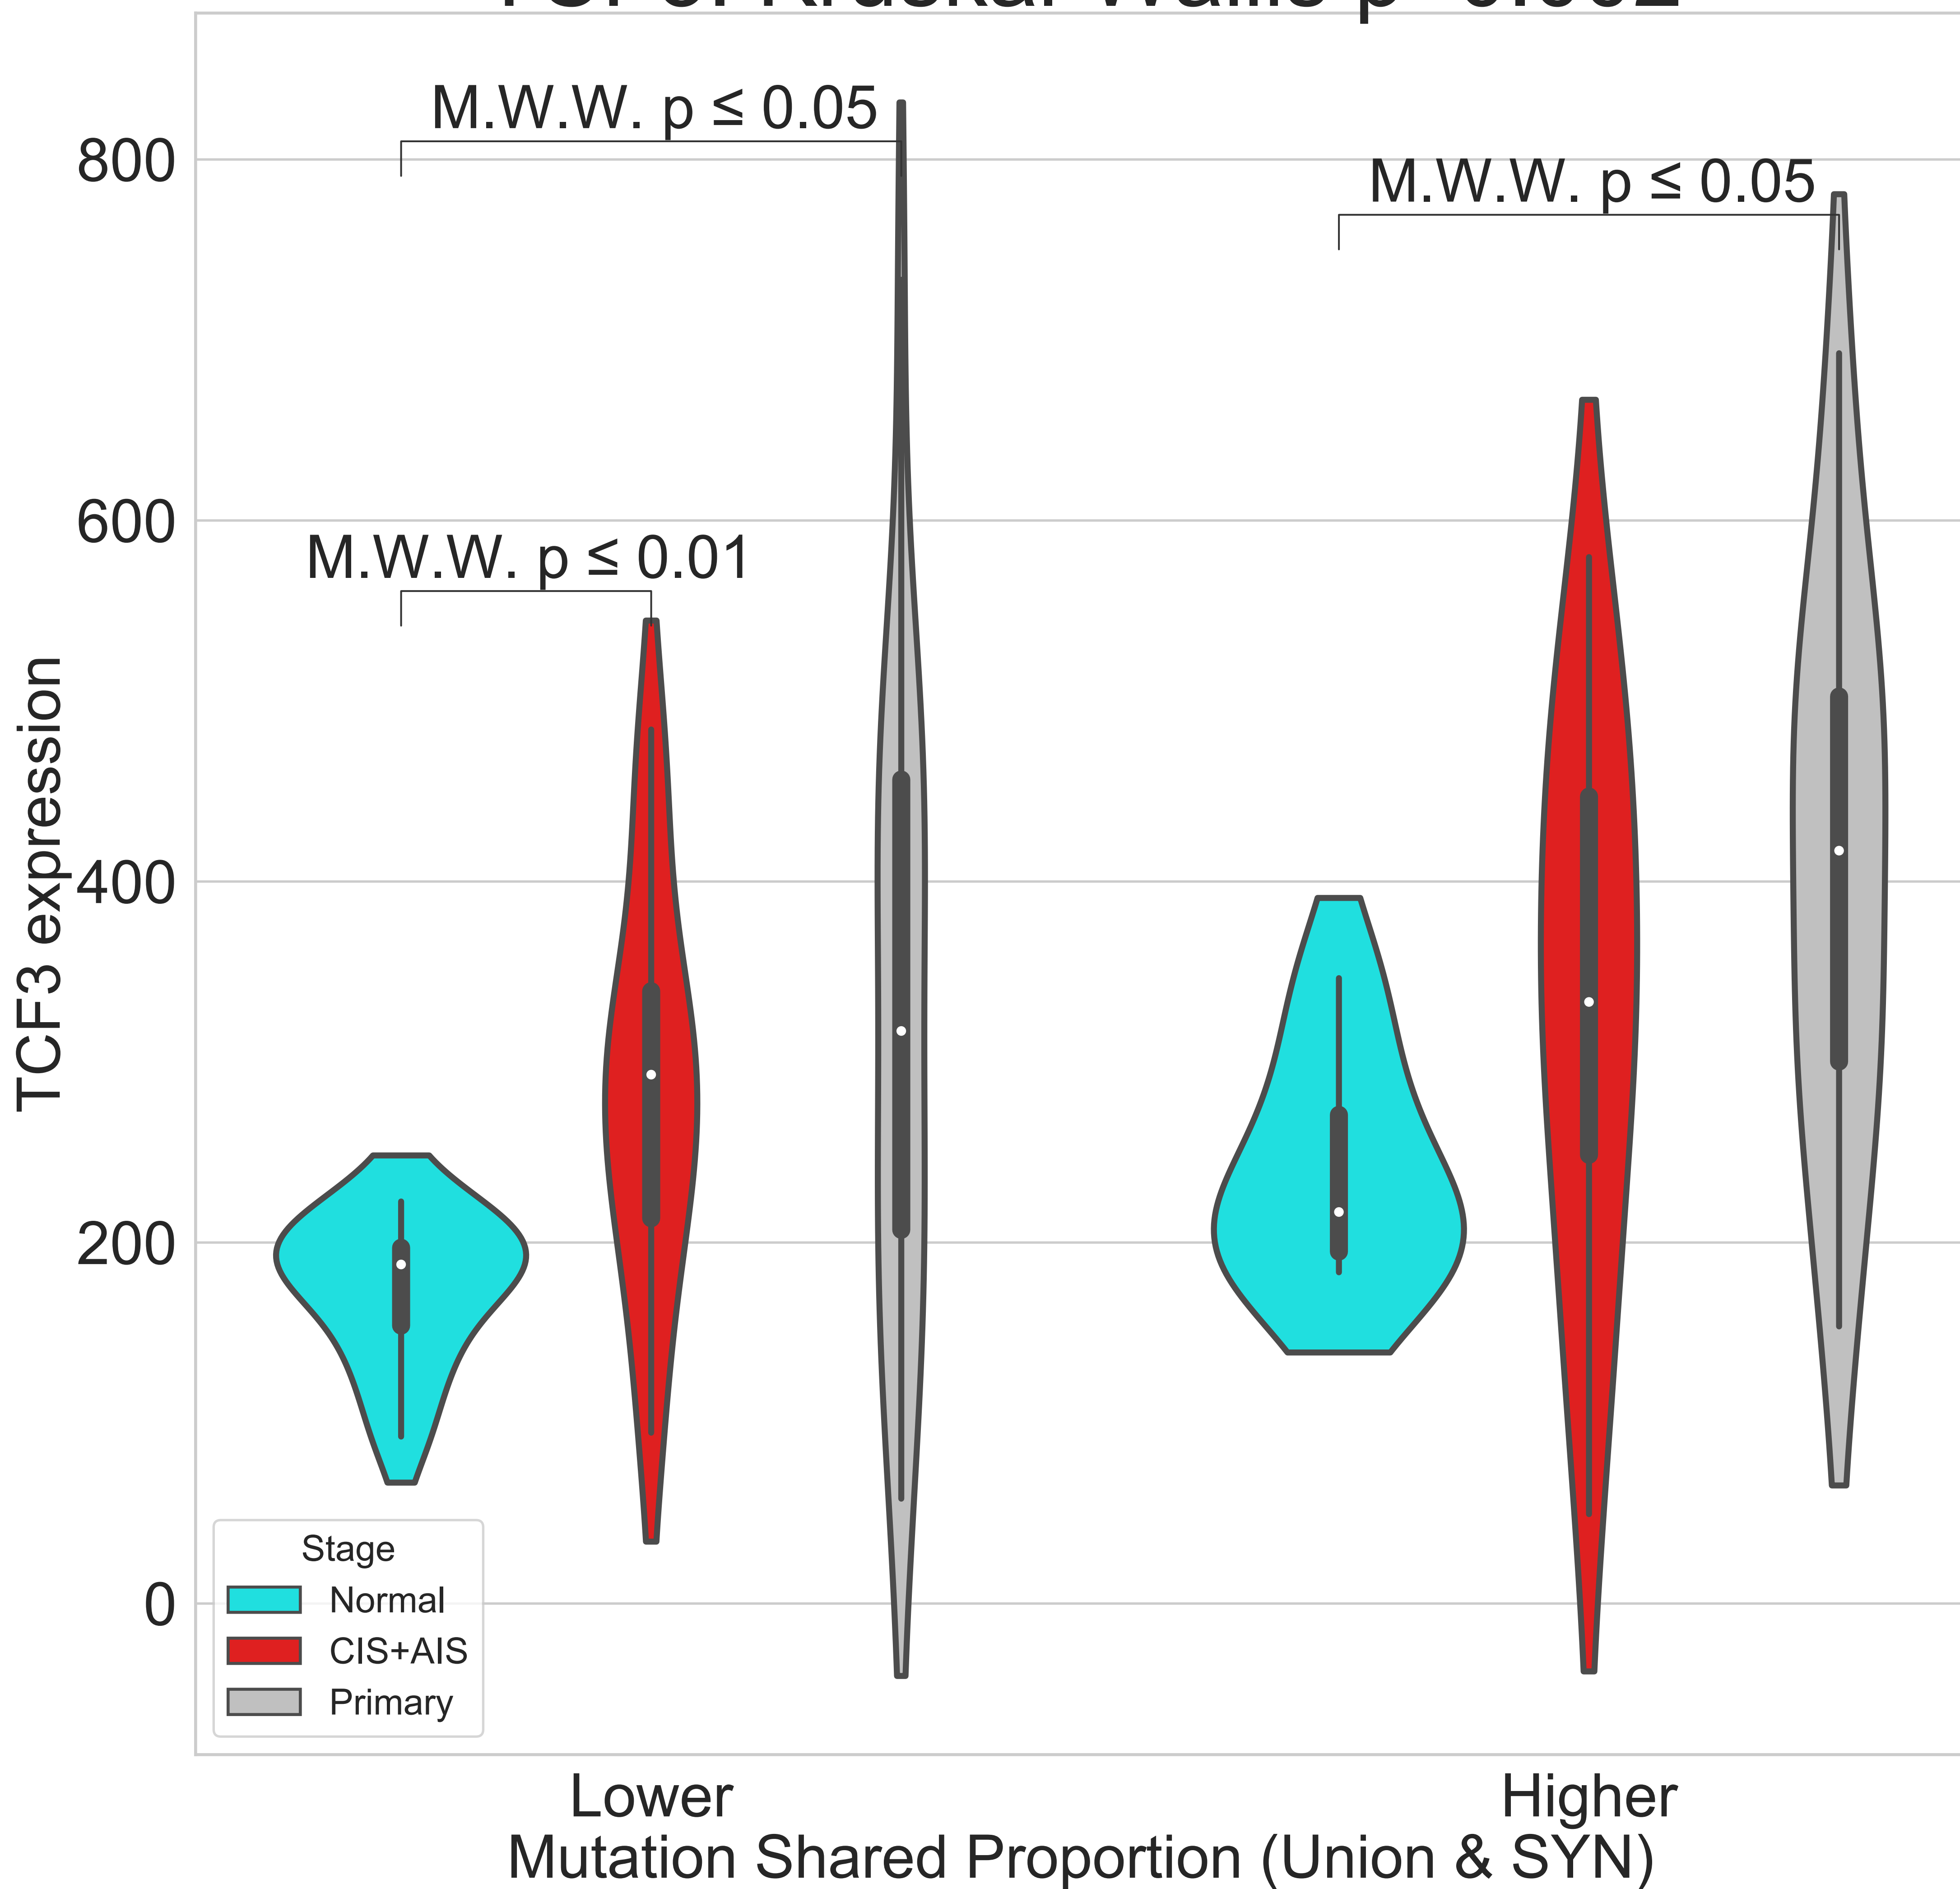 M.W.W. p ≤ 0.05
800
M.W.W. p ≤ 0.05
600
M.W.W. p ≤ 0.01
TCF3 expression
400
200
0
Stage
Normal
CIS+AIS
Primary
Lower
Higher
Mutation Shared Proportion (Union & SYN)